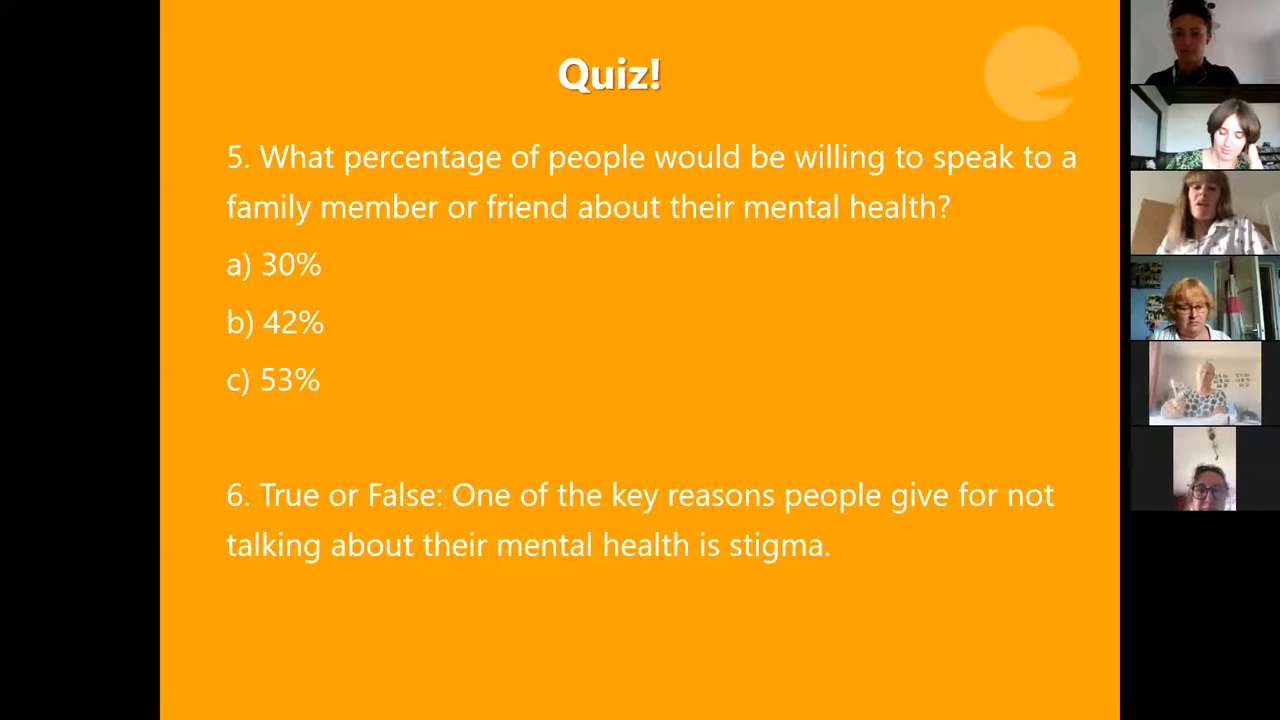 Quiz!
5. What percentage of people would be willing to speak to a
family member or friend about their mental health?
a) 30%
b) 42%
c) 53%
6. True or False: One of the key reasons people give for not
talking about their mental health is stigma.